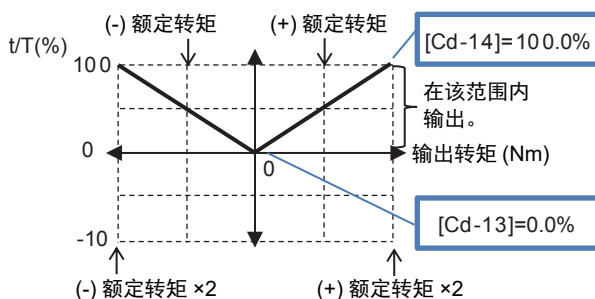 (-) 额定转矩
(+) 额定转矩
[Cd-14]=100.0%
t/T(%)
100
在该范围内
输出。
0
输出转矩 (Nm)
0
[Cd-13]=0.0%
-10
(-) 额定转矩 ×2
(+) 额定转矩 ×2